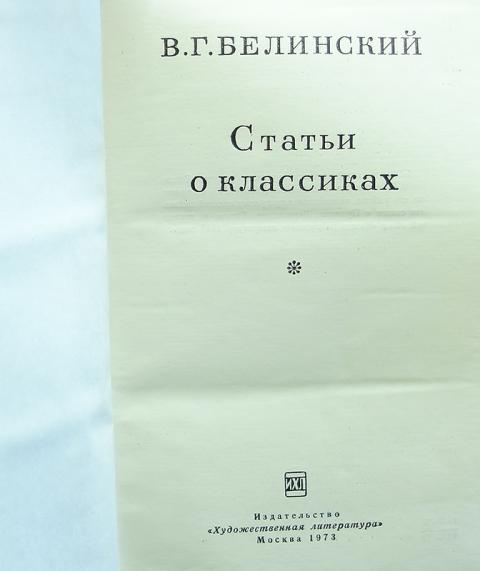 В.Г.БЕЛИНСКИЙ
Статьи
о классиках
ИХЛ
Издательство
«Художественная литература»
Москва 1973